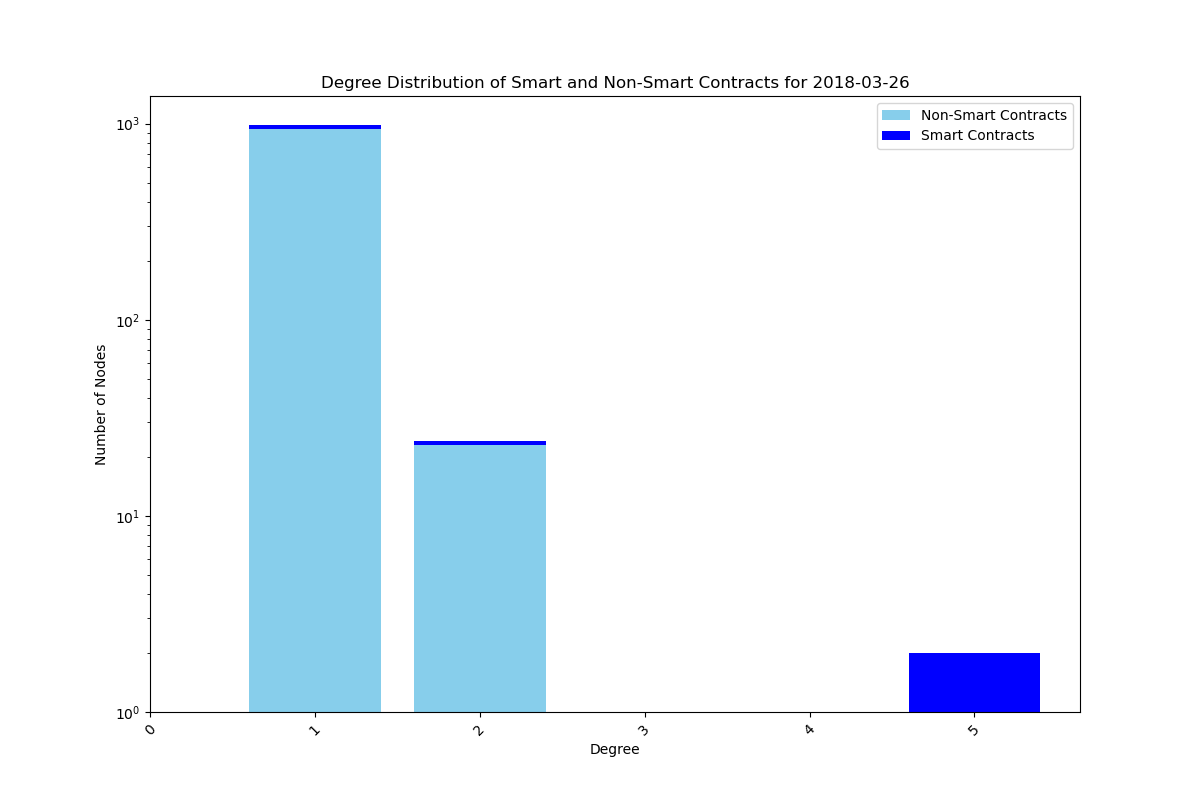 Degree Distribution of Smart and Non-Smart Contracts for 2018-03-26
Non-Smart Contracts
Smart Contracts
Number of Nodes
10³
10²
10¹
10⁰
0 1 2 3 4 5
Degree